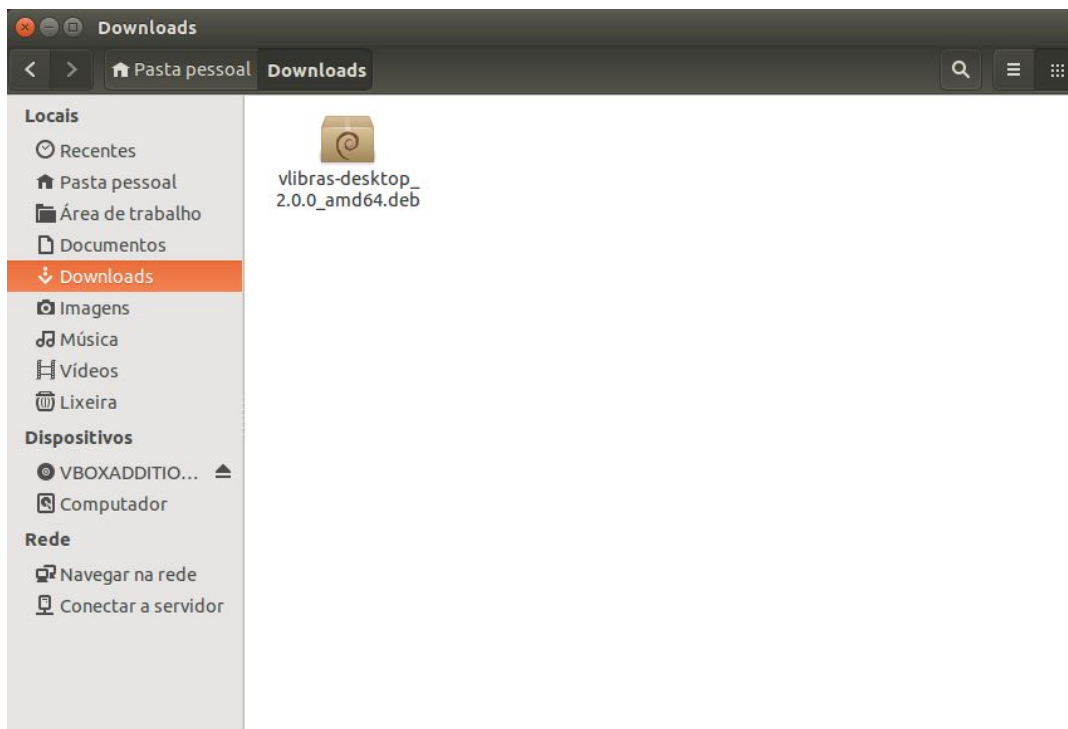 Downloads
Pasta pessoal Downloads
Locais
Recentes
Pasta pessoal
Área de trabalho
Documentos
Downloads
Imagens
Música
Vídeos
Lixeira
Dispositivos
VBOXADDITIO...
Computador
Rede
Navegar na rede
Conectar a servidor
vlibras-desktop_
2.0.0_amd64.deb